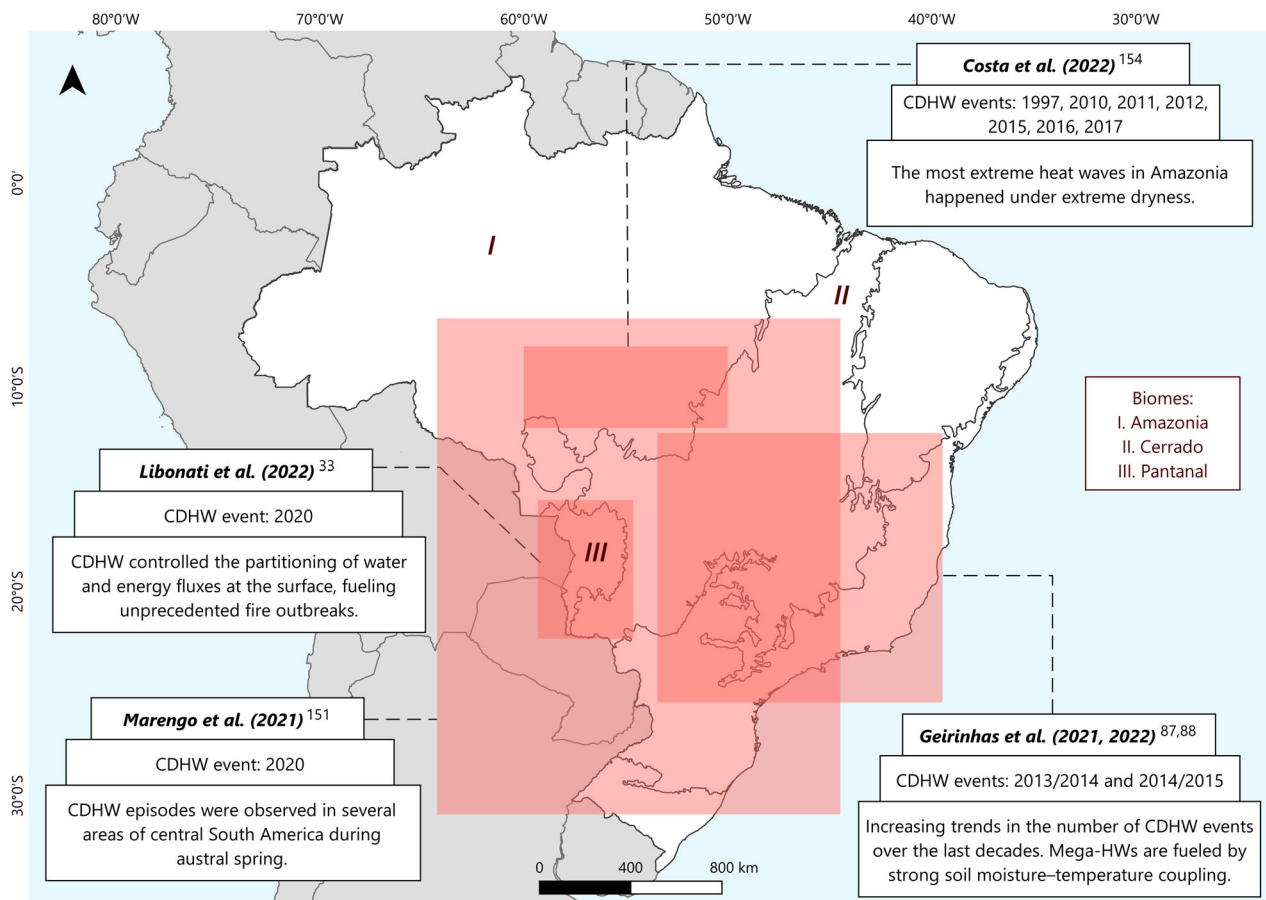 80°0'W 70°0'W 60°0'W 50°0'W 40°0'W 30°0'W
Costa et al. (2022) 154
CDHW events: 1997, 2010, 2011, 2012,
2015, 2016, 2017
The most extreme heat waves in Amazonia
happened under extreme dryness.
0°0'
I
II
10°0'S
Biomes:
I. Amazonia
II. Cerrado
III. Pantanal
Libonati et al. (2022) 33
CDHW event: 2020
CDHW controlled the partitioning of water
and energy fluxes at the surface, fueling
unprecedented fire outbreaks.
III
20°0'S
Marengo et al. (2021) 151
CDHW event: 2020
CDHW episodes were observed in several
areas of central South America during
austral spring.
30°0'S
Geirinhas et al. (2021, 2022) 87,88
CDHW events: 2013/2014 and 2014/2015
Increasing trends in the number of CDHW events
over the last decades. Mega-HWs are fueled by
strong soil moisture–temperature coupling.
0 400 800 km